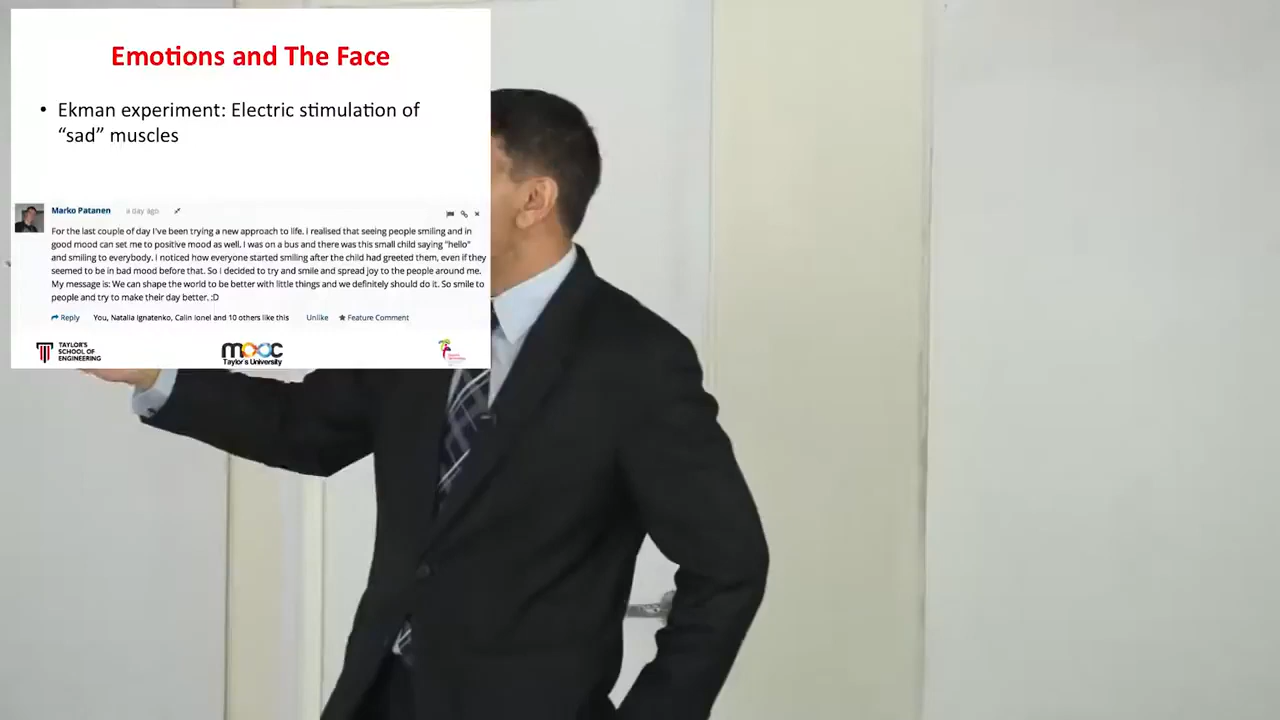 Emotions and The Face
• Ekman experiment: Electric stimulation of
“sad” muscles
Marko Patanen a day ago
For the last couple of day I've been trying a new approach to life. I realised that seeing people smiling and in
good mood can set me to positive mood as well. I was on a bus and there was this small child saying "hello"
and smiling to everybody. I noticed how everyone started smiling after the child had greeted them, even if they
seemed to be in bad mood before that. So I decided to try and smile and spread joy to the people around me.
My message is: We can shape the world to be better with little things and we definitely should do it. So smile to
people and try to make their day better. :D
Reply You, Natalia Ignatenko, Calin Ionel and 10 others like this Unlike Feature Comment
TAYLOR'S
SCHOOL OF
ENGINEERING
mooc
Taylor's University